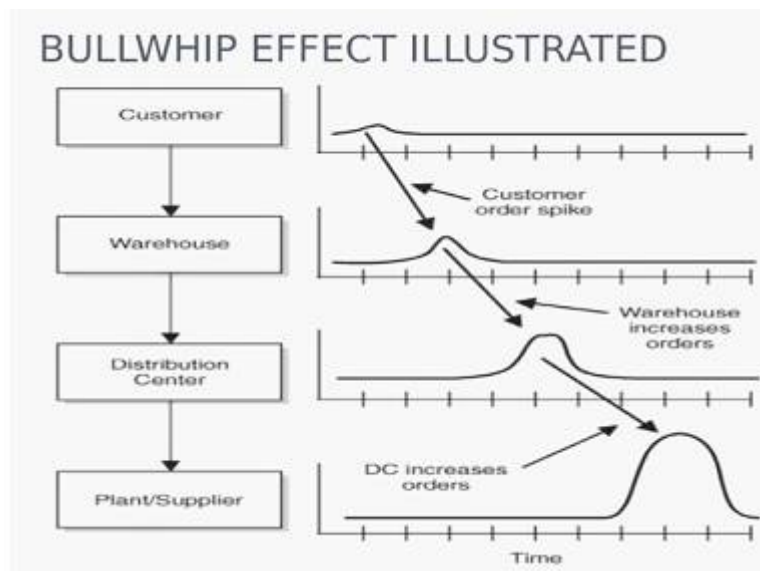 BULLWHIP EFFECT ILLUSTRATED
Customer
Customer
order spike
Warehouse
Warehouse
increases
orders
Distribution
Center
DC increases
orders
Plant/Supplier
Time